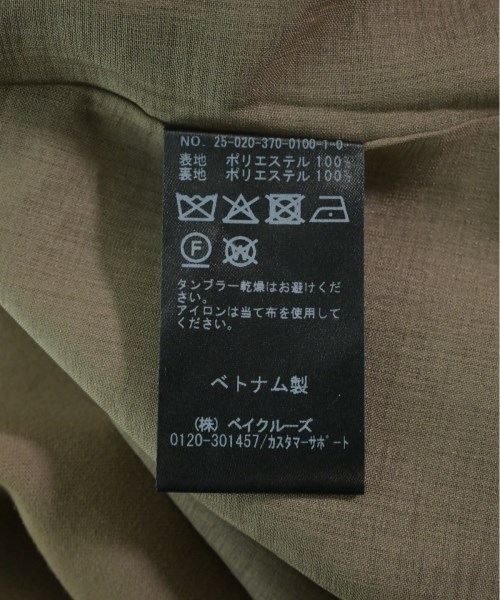 NO. 25-020-370-0100-1-0
表地 ポリエステル 100%
裏地 ポリエステル 100%
F
W
タンブラー乾燥はお避けくだ
さい。
アイロンは当て布を使用して
ください。
ベトナム製
(株) ベイクルーズ
0120-301457/カスタマーサポート